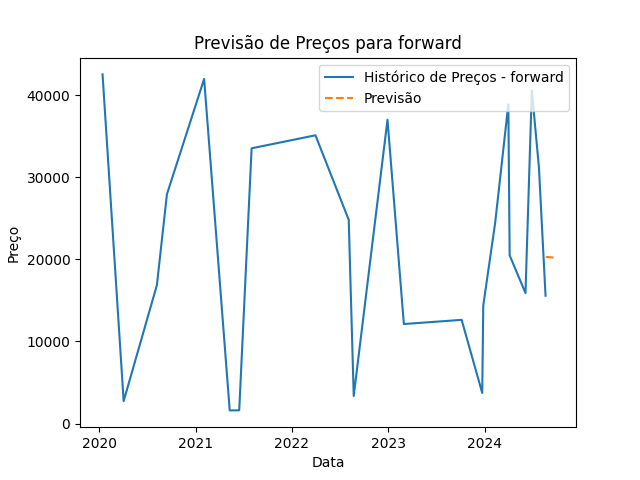 Previsão de Preços para forward
Histórico de Preços - forward
Previsão
40000
30000
20000
10000
0
Preço
2020 2021 2022 2023 2024
Data